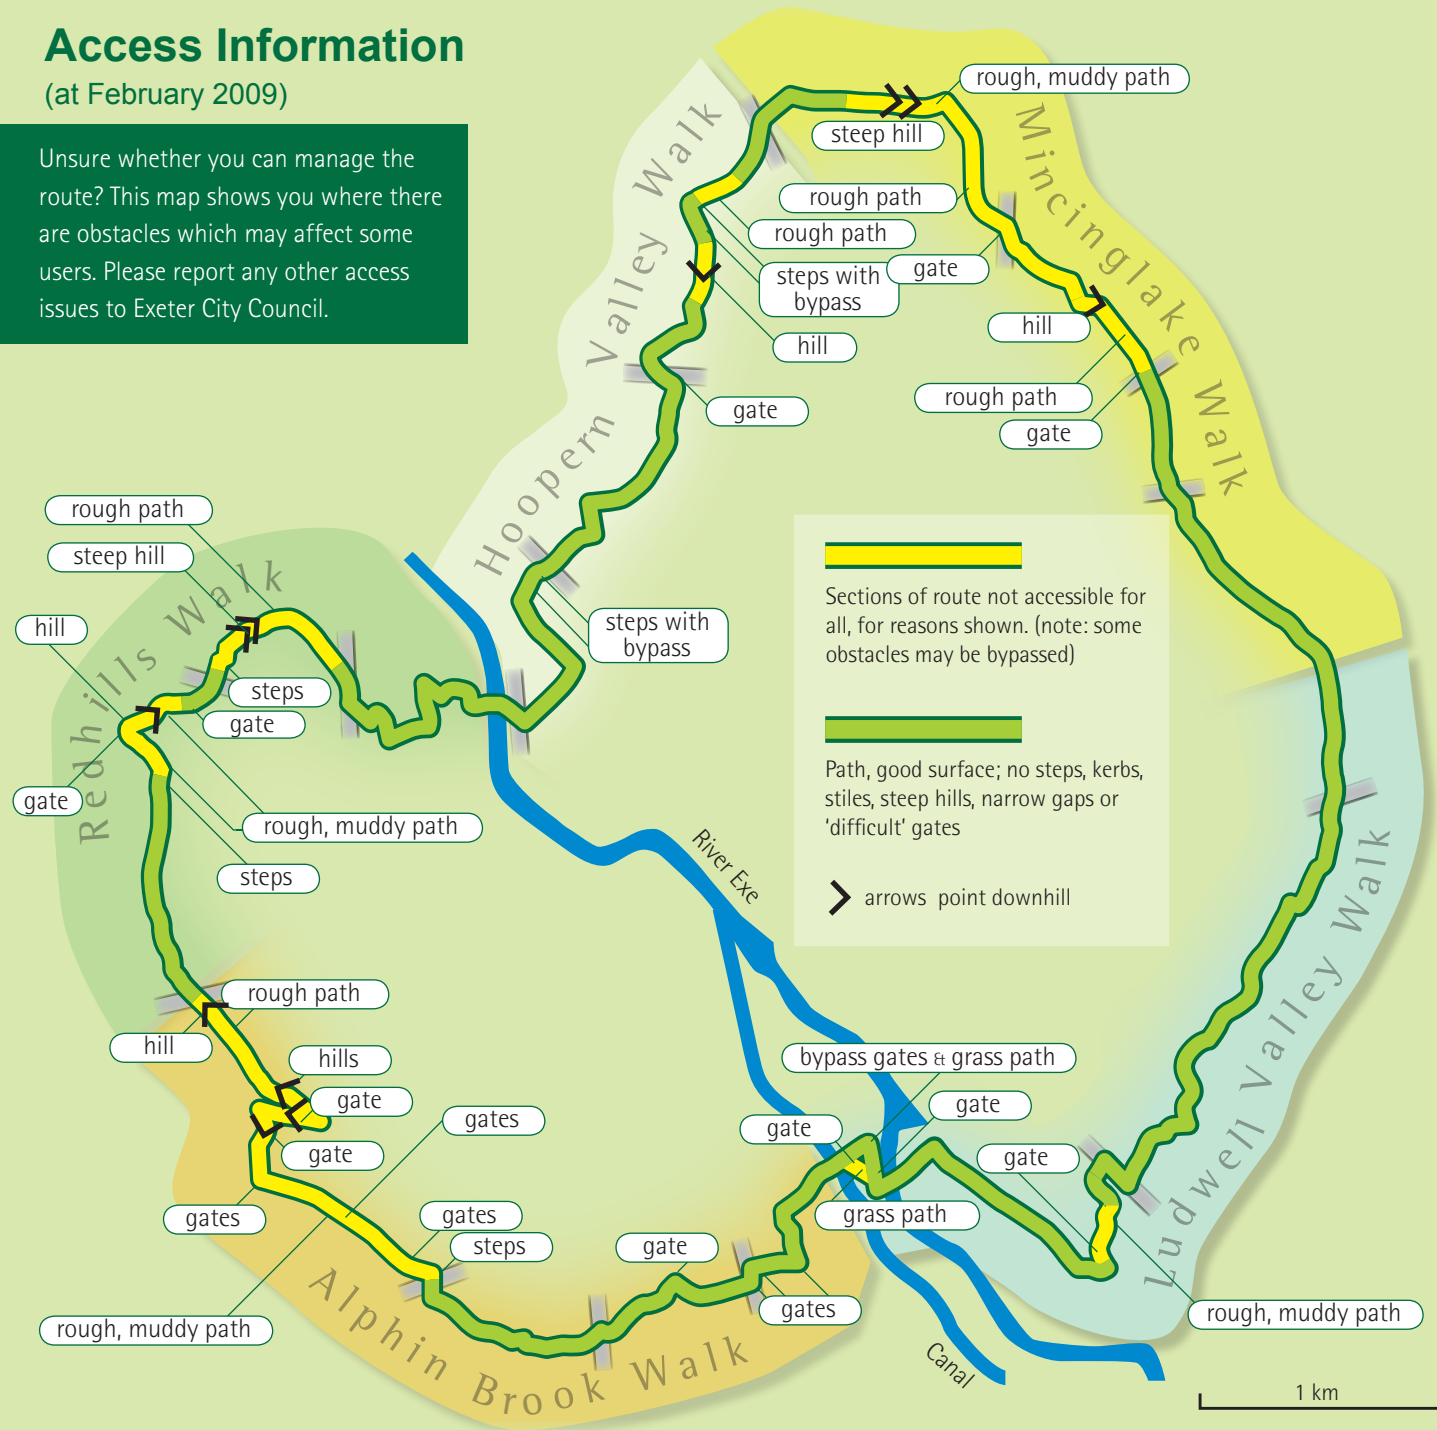 Access Information
(at February 2009)
Unsure whether you can manage the
route? This map shows you where there
are obstacles which may affect some
users. Please report any other access
issues to Exeter City Council.
rough, muddy path
steep hill
rough path
rough path
steps with
bypass
gate
hill
hill
gate
rough path
gate
Mincinglake Walk
Hoopern Valley Walk
steps with
bypass
rough path
steep hill
hill
steps
gate
gate
rough, muddy path
steps
Redhills Walk
Sections of route not accessible for
all, for reasons shown. (note: some
obstacles may be bypassed)
Path, good surface; no steps, kerbs,
stiles, steep hills, narrow gaps or
'difficult' gates
arrows point downhill
River Exe
rough path
hill
hills
gate
gates
gate
gates
gates
steps
gate
gates
rough, muddy path
Alphin Brook Walk
bypass gates & grass path
gate
gate
gate
grass path
Ludwell Valley Walk
rough, muddy path
Canal
1 km